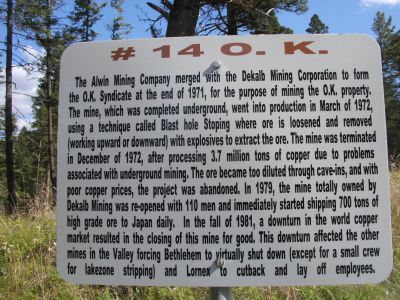 # 14 O. K.
The Alwin Mining Company merged with the Dekalb Mining Corporation to form
the O.K. Syndicate at the end of 1971, for the purpose of mining the O.K. property.
The mine, which was completed underground, went into production in March of 1972,
using a technique called Blast hole Stoping where ore is loosened and removed
(working upward or downward) with explosives to extract the ore. The mine was terminated
in December of 1972, after processing 3.7 million tons of copper due to problems
associated with underground mining. The ore became too diluted through cave-ins, and with
poor copper prices, the project was abandoned. In 1979, the mine totally owned by
Dekalb Mining was re-opened with 110 men and immediately started shipping 700 tons of
high grade ore to Japan daily. In the fall of 1981, a downturn in the world copper
market resulted in the closing of this mine for good. This downturn affected the other
mines in the Valley forcing Bethlehem to virtually shut down (except for a small crew
for lakezone stripping) and Lornex to cutback and lay off employees.